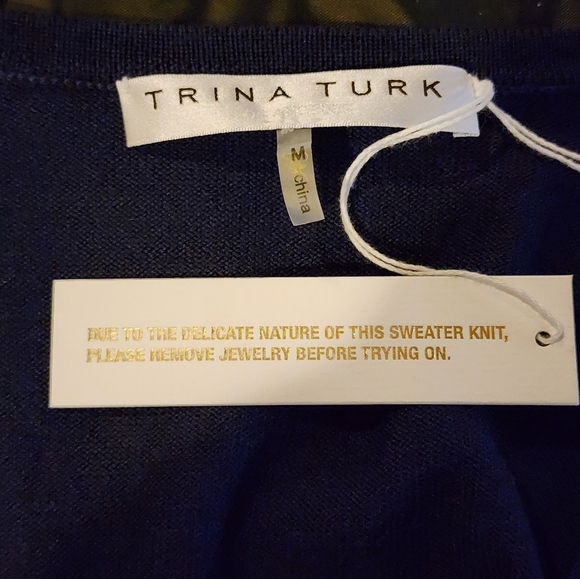 TRINA TURK
M
china
DUE TO THE DELICATE NATURE OF THIS SWEATER KNIT,
PLEASE REMOVE JEWELRY BEFORE TRYING ON.